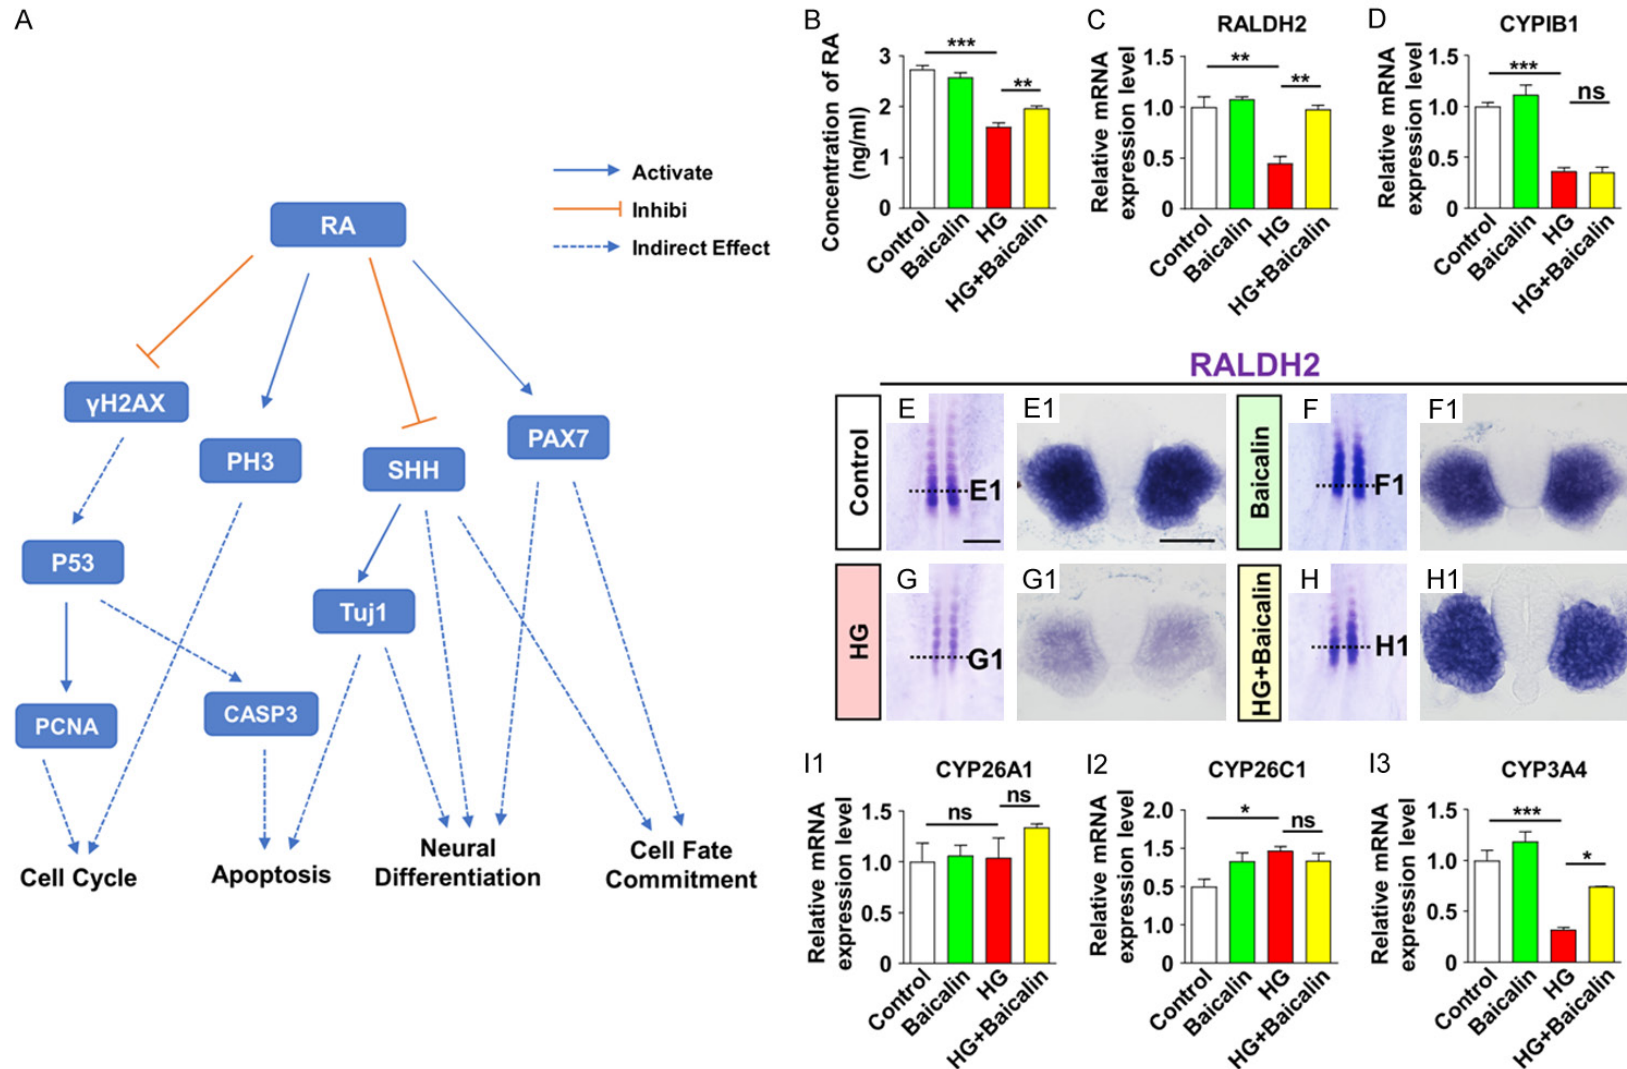 A
Activate
Inhibi
Indirect Effect
RA
γH2AX
PH3
SHH
PAX7
P53
Tuj1
PCNA
CASP3
Cell Cycle
Apoptosis
Neural
Differentiation
Cell Fate
Commitment
B
Concentration of RA
(ng/ml)
3
2
1
0
***
**
Control
Baicalin
HG
HG+Baicalin
C
RALDH2
Relative mRNA
expression level
1.5
1.0
0.5
0
**
**
Control
Baicalin
HG
HG+Baicalin
D
CYPIB1
Relative mRNA
expression level
1.5
1.0
0.5
0
***
ns
Control
Baicalin
HG
HG+Baicalin
RALDH2
Control
E
E1
E1
Baicalin
F
F1
F1
HG
G
G1
G1
HG+Baicalin
H
H1
H1
I1
CYP26A1
Relative mRNA
expression level
1.5
1.0
0.5
0
ns
ns
Control
Baicalin
HG
HG+Baicalin
I2
CYP26C1
Relative mRNA
expression level
2.0
1.5
0.5
1.0
0
*
ns
Control
Baicalin
HG
HG+Baicalin
I3
CYP3A4
Relative mRNA
expression level
1.5
1.0
0.5
0
***
*
Control
Baicalin
HG
HG+Baicalin